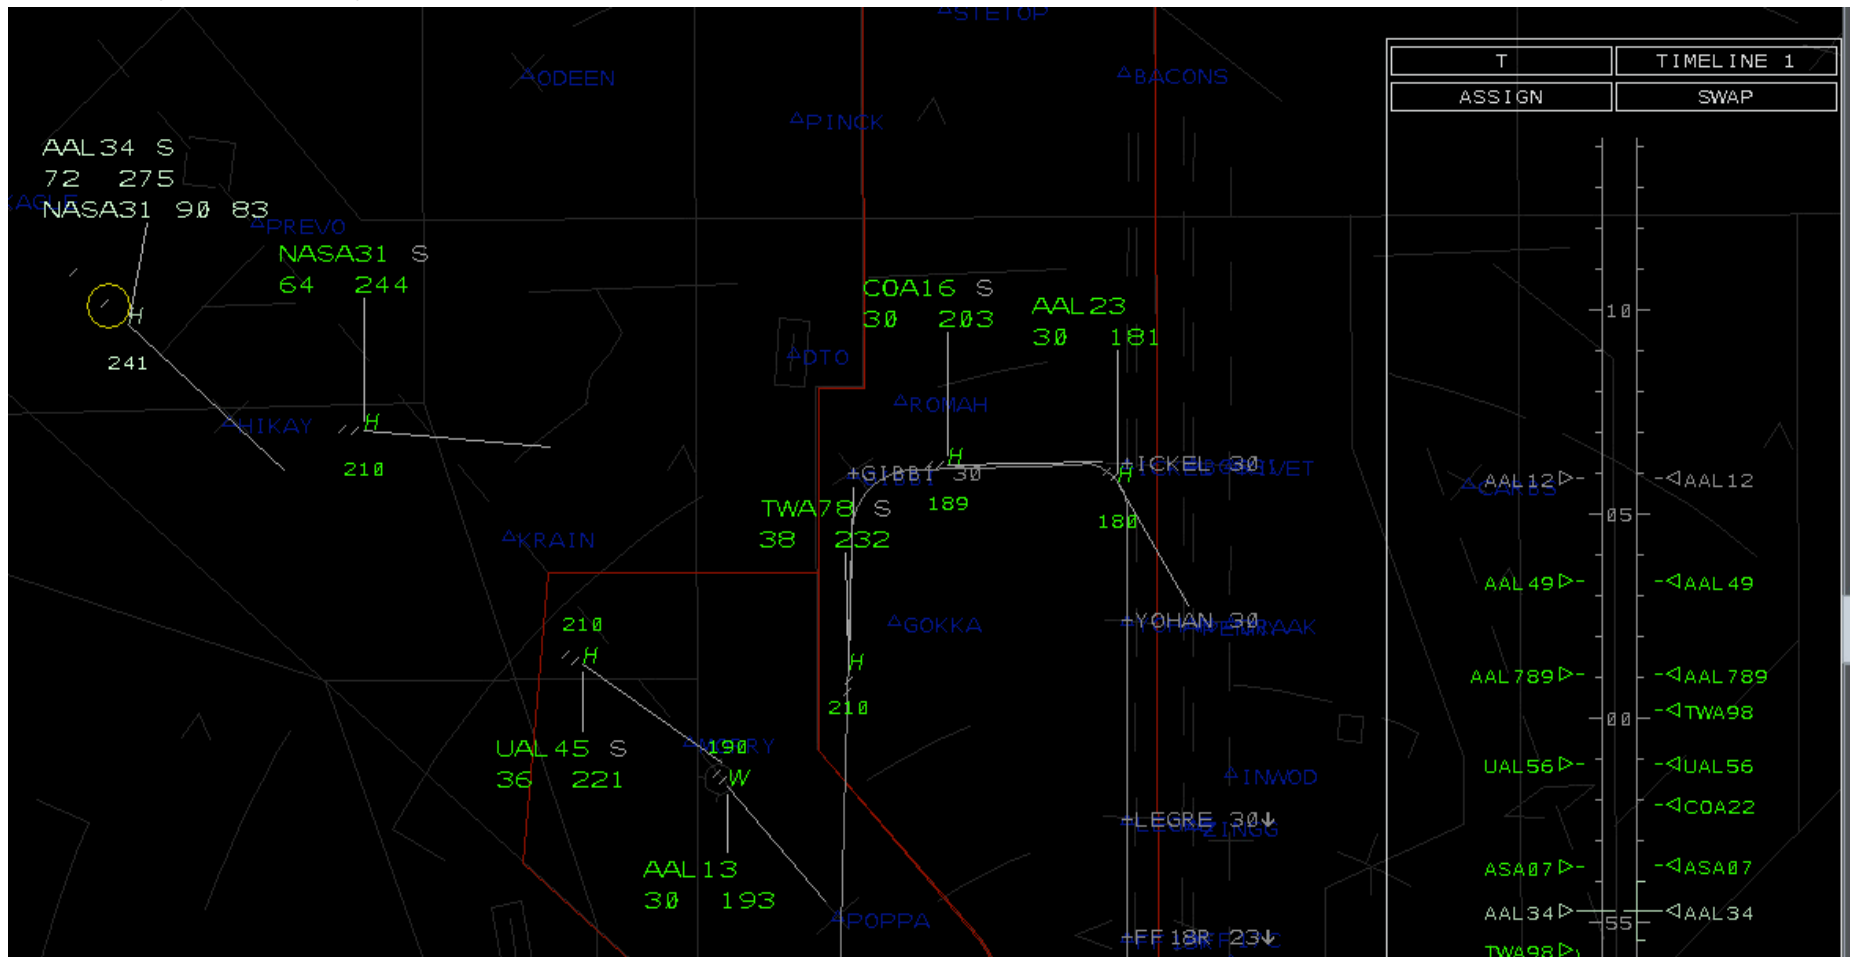 STETOP
ODEEN
BACONS
PINCK
T
TIMELINE 1
ASSIGN
SWAP
AAL34 S
72 275
NASA31 90 83
PREVO
NASA31 S
64 244
COA16 S
30 203
AAL23
30 181
241
DTO
ROMAH
HIKAY
H
H
210
H
H
GIBBI 30
ICKEL 30
189
180
TWA78 S
38 232
KRAIN
GOKKA
YOHAN 30
210
H
H
210
UAL45 S
36 221
190
W
INWOD
LEGRE 30↓
ZINGG
AAL13
30 193
POPPA
FF18R 23↓
10
AAL12
AAL12
05
AAL49
AAL49
AAL789
AAL789
TWA98
00
UAL56
UAL56
COA22
ASA07
ASA07
AAL34
AAL34
55
TWA98